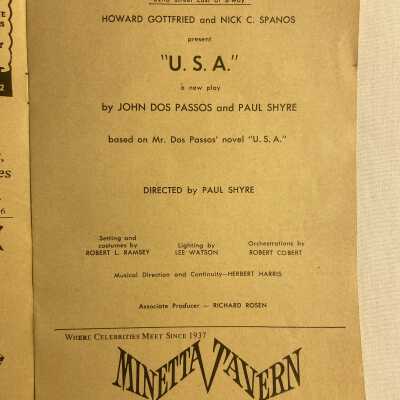 HOWARD GOTTFRIED and NICK C. SPANOS
present
"U. S. A."
a new play
by JOHN DOS PASSOS and PAUL SHYRE
based on Mr. Dos Passos' novel "U. S. A."
DIRECTED by PAUL SHYRE
Setting and
costumes by
ROBERT L. RAMSEY
Lighting by
LEE WATSON
Orchestrations by
ROBERT COBERT
Musical Direction and Continuity—HERBERT HARRIS
Associate Producer — RICHARD ROSEN
WHERE CELEBRITIES MEET SINCE 1937
MINETTA TAVERN